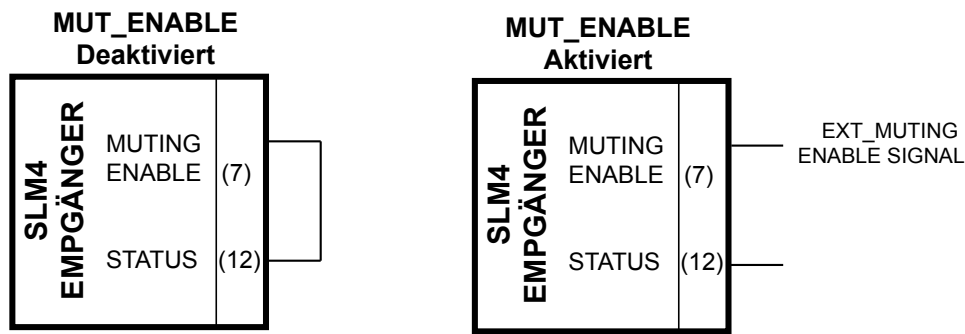 MUT_ENABLE
Deaktiviert
SLM4
EMPGÄNGER
MUTING
ENABLE
(7)
STATUS
(12)
MUT_ENABLE
Aktiviert
SLM4
EMPGÄNGER
MUTING
ENABLE
(7)
STATUS
(12)
EXT_MUTING
ENABLE SIGNAL